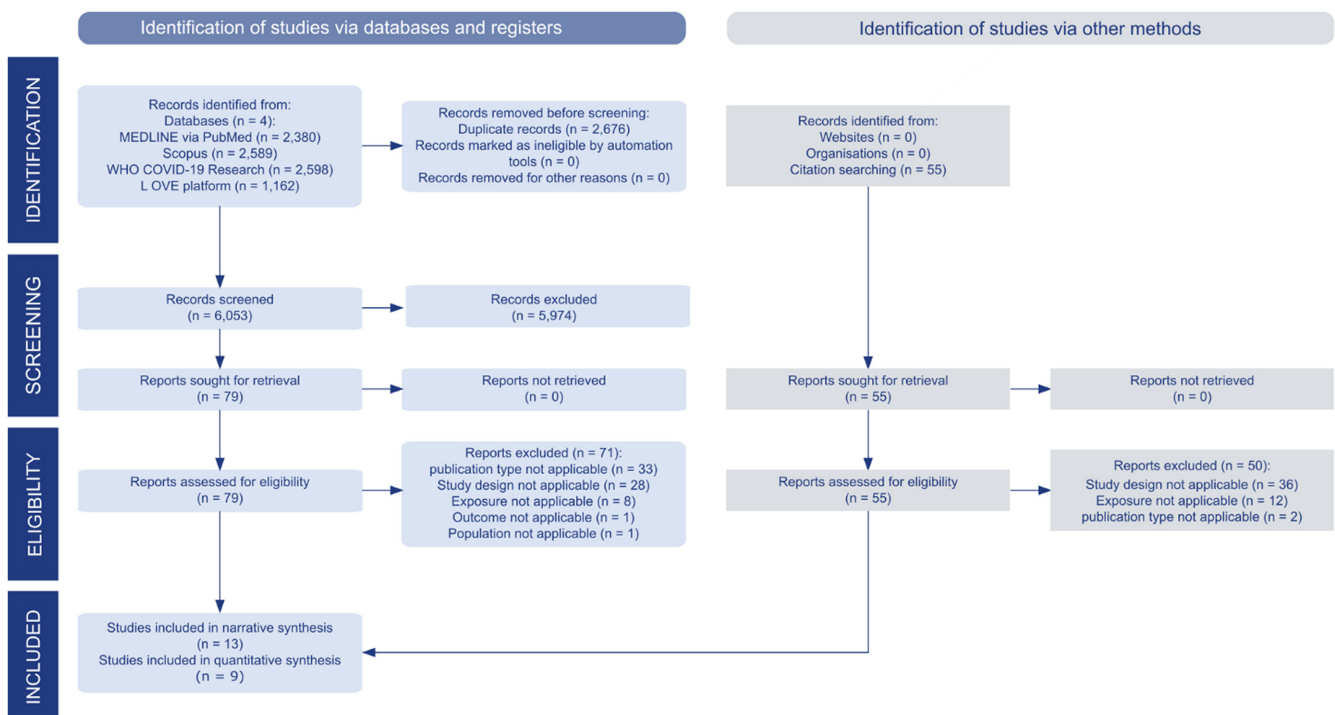 Identification of studies via databases and registers
Identification of studies via other methods
IDENTIFICATION
Records identified from:
Databases (n = 4):
MEDLINE via PubMed (n = 2,380)
Scopus (n = 2,589)
WHO COVID-19 Research (n = 2,598)
L OVE platform (n = 1,162)
Records removed before screening:
Duplicate records (n = 2,676)
Records marked as ineligible by automation
tools (n = 0)
Records removed for other reasons (n = 0)
Records identified from:
Websites (n = 0)
Organisations (n = 0)
Citation searching (n = 55)
SCREENING
Records screened
(n = 6,053)
Records excluded
(n = 5,974)
Reports sought for retrieval
(n = 79)
Reports not retrieved
(n = 0)
Reports sought for retrieval
(n = 55)
Reports not retrieved
(n = 0)
ELIGIBILITY
Reports assessed for eligibility
(n = 79)
Reports excluded (n = 71):
publication type not applicable (n = 33)
Study design not applicable (n = 28)
Exposure not applicable (n = 8)
Outcome not applicable (n = 1)
Population not applicable (n = 1)
Reports assessed for eligibility
(n = 55)
Reports excluded (n = 50):
Study design not applicable (n = 36)
Exposure not applicable (n = 12)
publication type not applicable (n = 2)
INCLUDED
Studies included in narrative synthesis
(n = 13)
Studies included in quantitative synthesis
(n = 9)